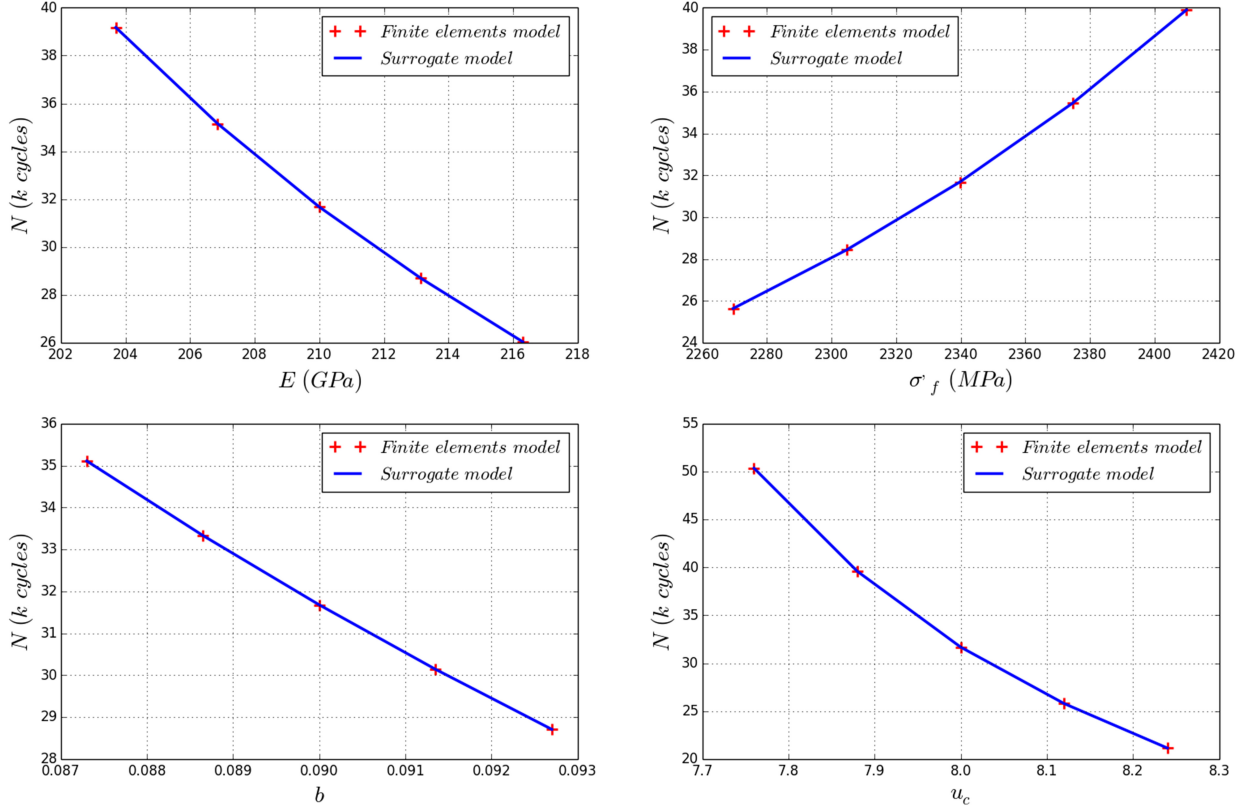 40
38
36
34
32
30
28
26
202 204 206 208 210 212 214 216 218
N (k cycles)
E (GPa)
Finite elements model
Surrogate model
40
38
36
34
32
30
28
26
24
2260 2280 2300 2320 2340 2360 2380 2400 2420
N (k cycles)
σ'f (MPa)
Finite elements model
Surrogate model
36
35
34
33
32
31
30
29
28
0.087 0.088 0.089 0.090 0.091 0.092 0.093
N (k cycles)
b
Finite elements model
Surrogate model
55
50
45
40
35
30
25
20
7.7 7.8 7.9 8.0 8.1 8.2 8.3
N (k cycles)
u_c
Finite elements model
Surrogate model